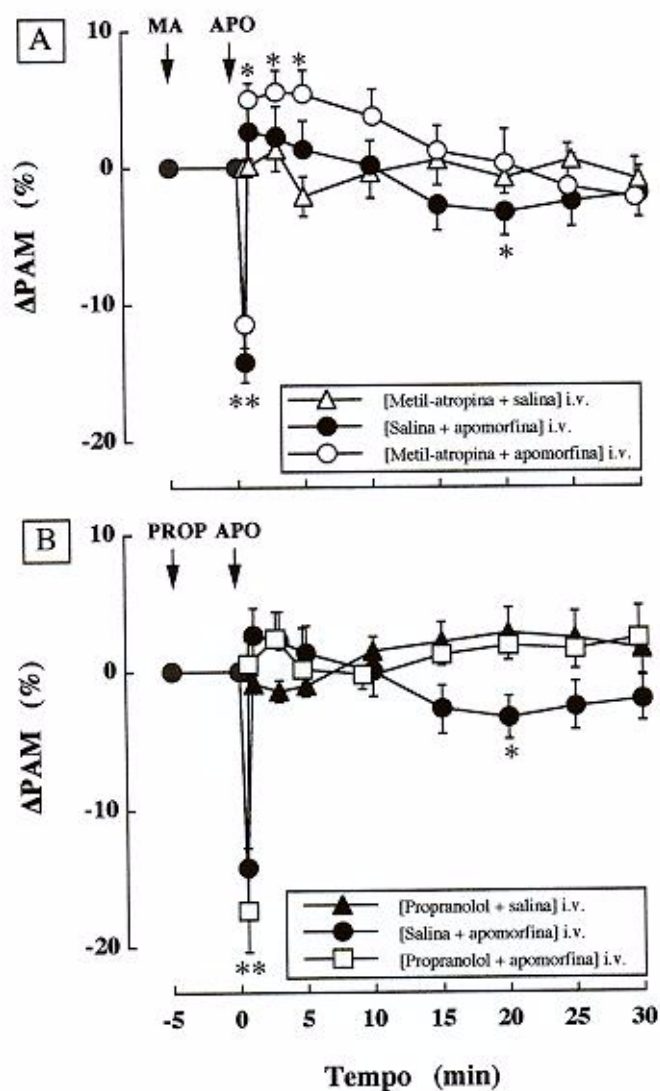 A
MA APO
10
0
-10
-20
ΔPAM (%)
* * *
*
**
[Metil-atropina + salina] i.v.
[Salina + apomorfina] i.v.
[Metil-atropina + apomorfina] i.v.
B
PROP APO
10
0
-10
-20
ΔPAM (%)
*
**
[Propranolol + salina] i.v.
[Salina + apomorfina] i.v.
[Propranolol + apomorfina] i.v.
-5 0 5 10 15 20 25 30
Tempo (min)